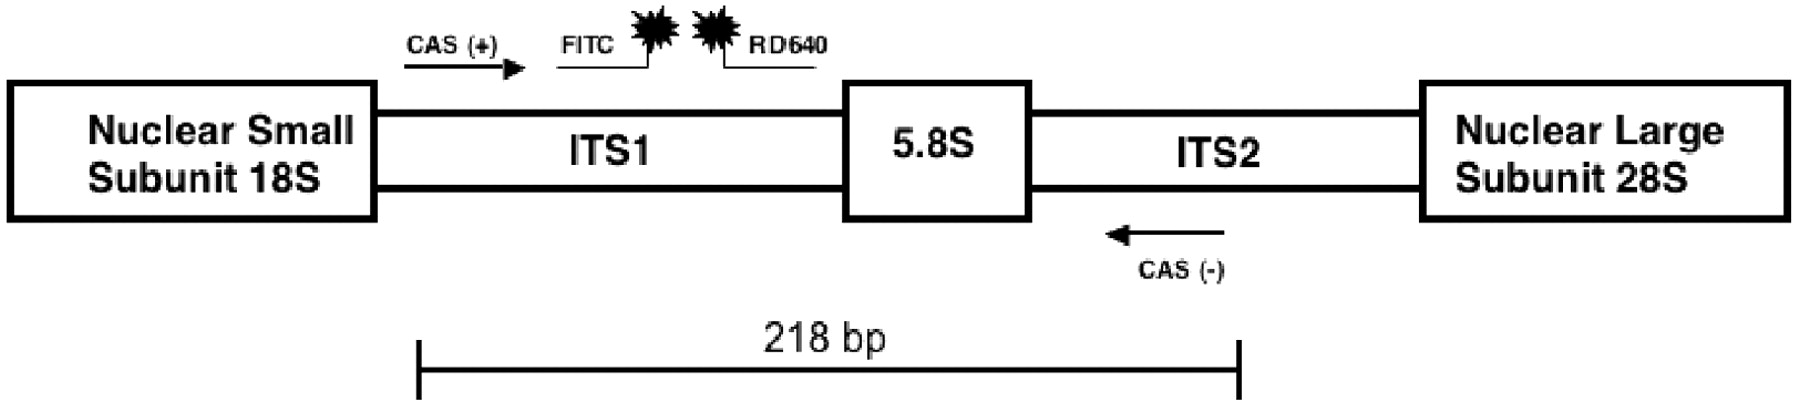 CAS (+)
FITC
RD640
Nuclear Small
Subunit 18S
ITS1
5.8S
ITS2
Nuclear Large
Subunit 28S
CAS (-)
218 bp